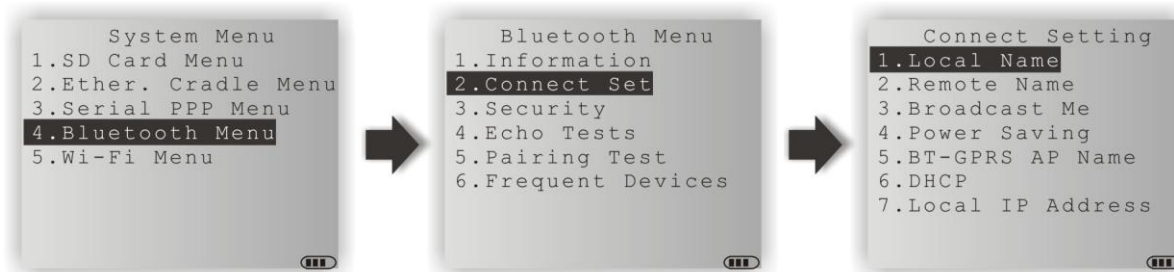 System Menu
1.SD Card Menu
2.Ether. Cradle Menu
3.Serial PPP Menu
4.Bluetooth Menu
5.Wi-Fi Menu
Bluetooth Menu
1.Information
2.Connect Set
3.Security
4.Echo Tests
5.Pairing Test
6.Frequent Devices
Connect Setting
1.Local Name
2.Remote Name
3.Broadcast Me
4.Power Saving
5.BT-GPRS AP Name
6.DHCP
7.Local IP Address